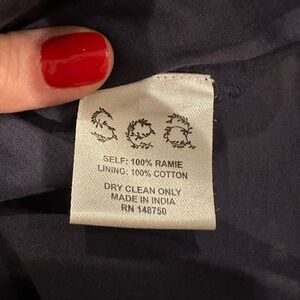 sea
SELF: 100% RAMIE
LINING: 100% COTTON
DRY CLEAN ONLY
MADE IN INDIA
RN 148750